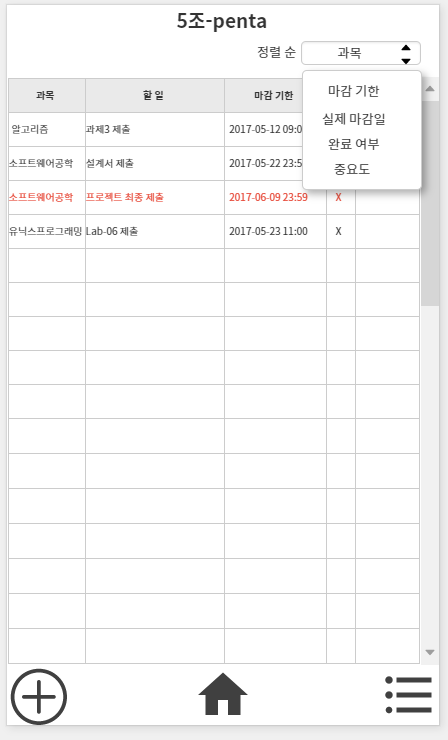 5조-penta
정렬 순 과목
마감 기한
실제 마감일
완료 여부
중요도
과목 할 일 마감 기한
알고리즘 과제3 제출 2017-05-12 09:0
소프트웨어공학 설계서 제출 2017-05-22 23:5
소프트웨어공학 프로젝트 최종 제출 2017-06-09 23:59 X
유닉스프로그래밍 Lab-06 제출 2017-05-23 11:00 X